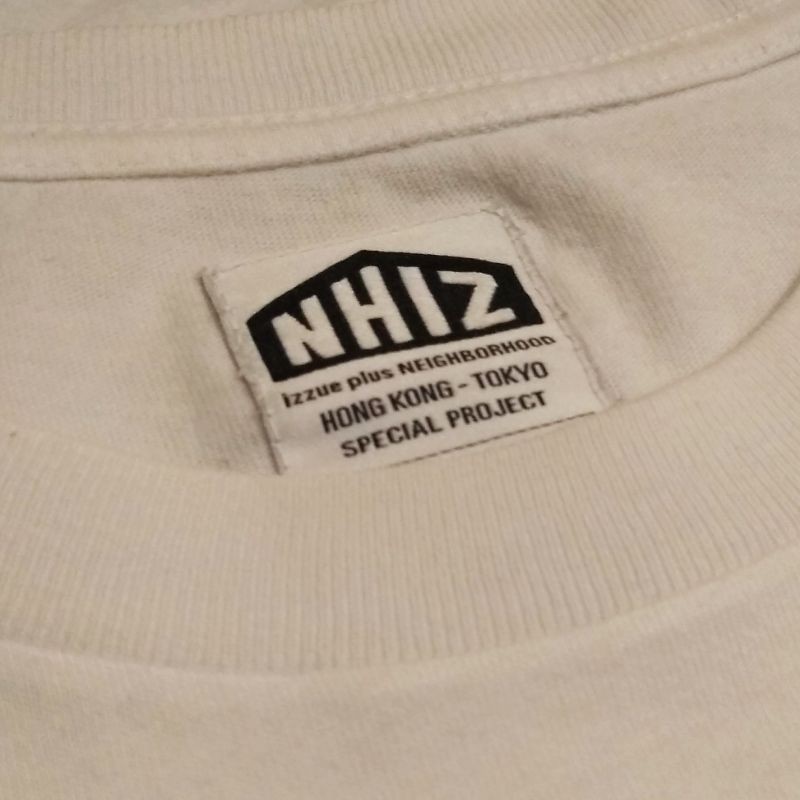 NHIZ
izzue plus NEIGHBORHOOD
HONG KONG - TOKYO
SPECIAL PROJECT